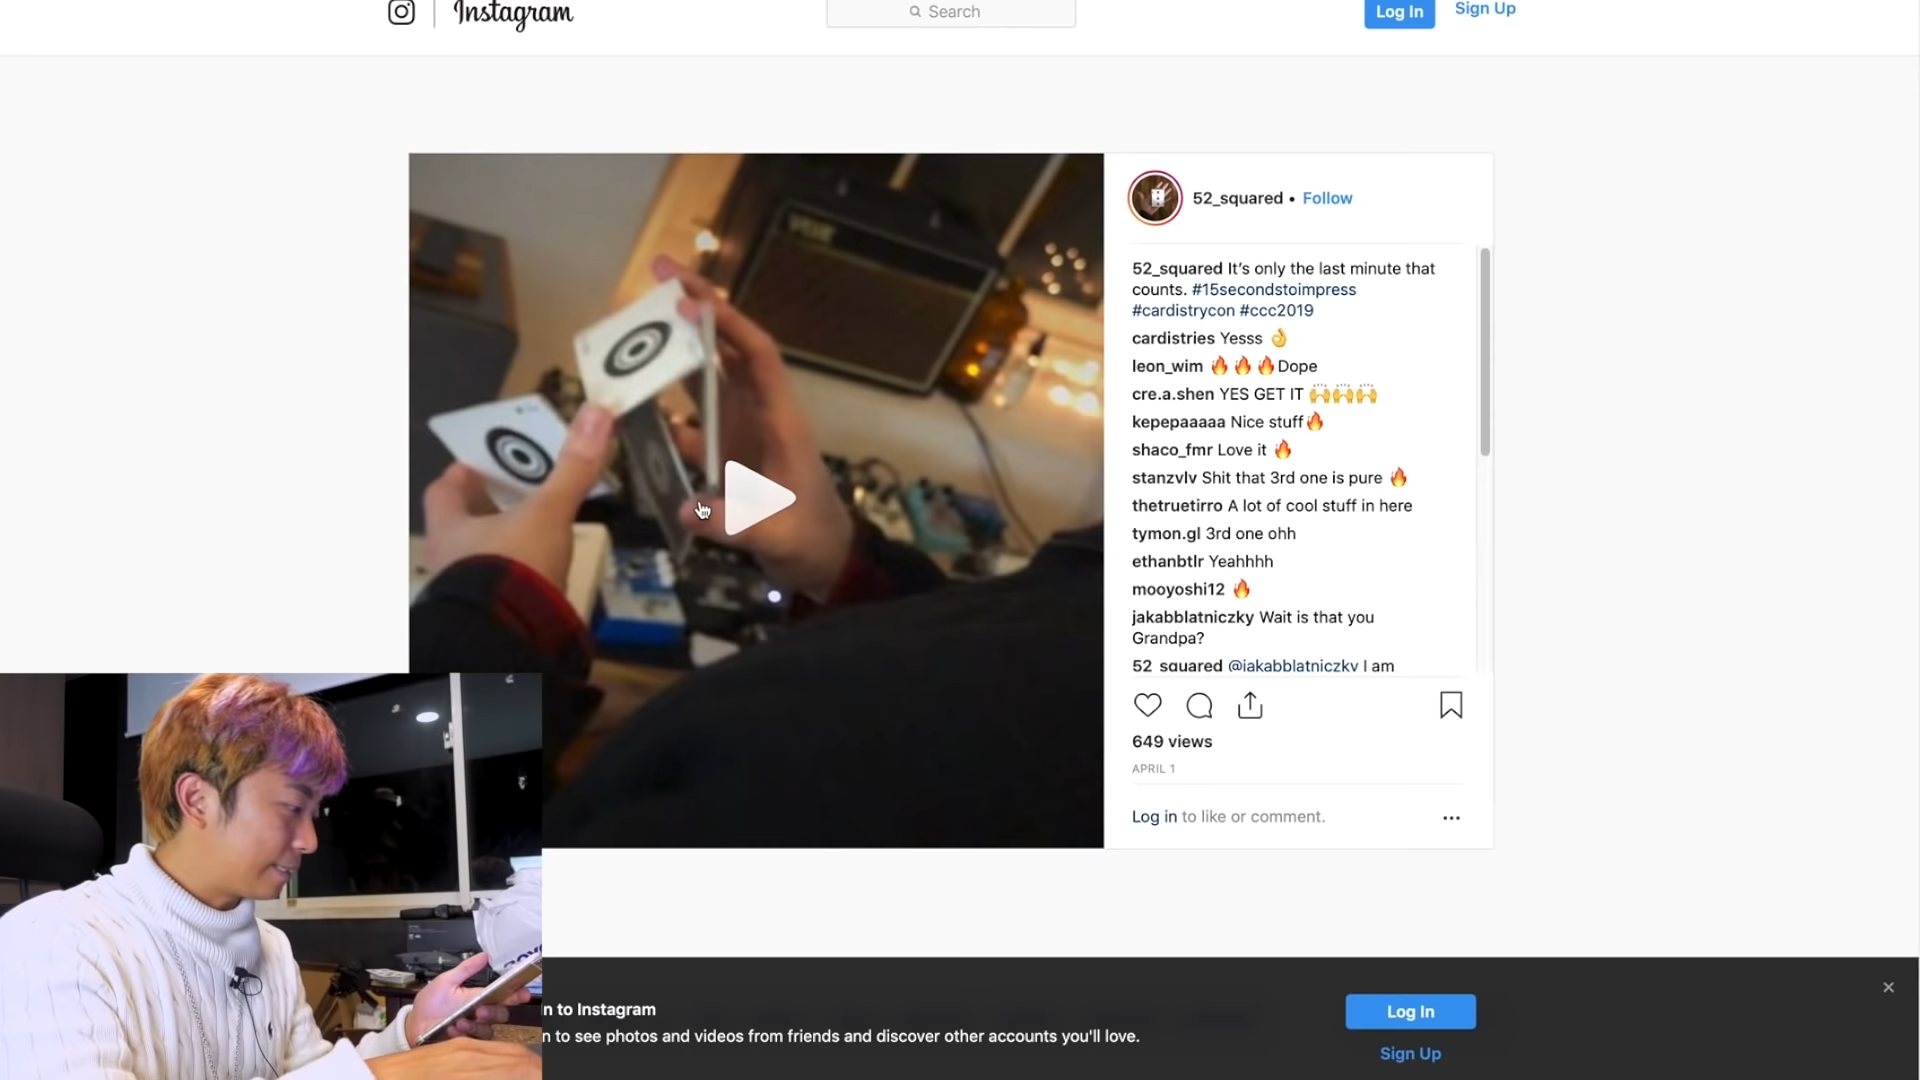 Instagram
Search
Log In
Sign Up
VOX
52_squared • Follow
52_squared It’s only the last minute that
counts. #15secondstoimpress
#cardistrycon #ccc2019
cardistries Yesss 👌
leon_wim 🔥🔥🔥Dope
cre.a.shen YES GET IT 🙌🙌🙌
kepepaaaaa Nice stuff🔥
shaco_fmr Love it 🔥
stanzvlv Shit that 3rd one is pure 🔥
thetruetirro A lot of cool stuff in here
tymon.gl 3rd one ohh
ethanbtlr Yeahhhh
mooyoshi12 🔥
jakabblatniczky Wait is that you
Grandpa?
52_squared @jakabblatniczky I am
649 views
APRIL 1
Log in to like or comment.
n to Instagram
n to see photos and videos from friends and discover other accounts you'll love.
Log In
Sign Up